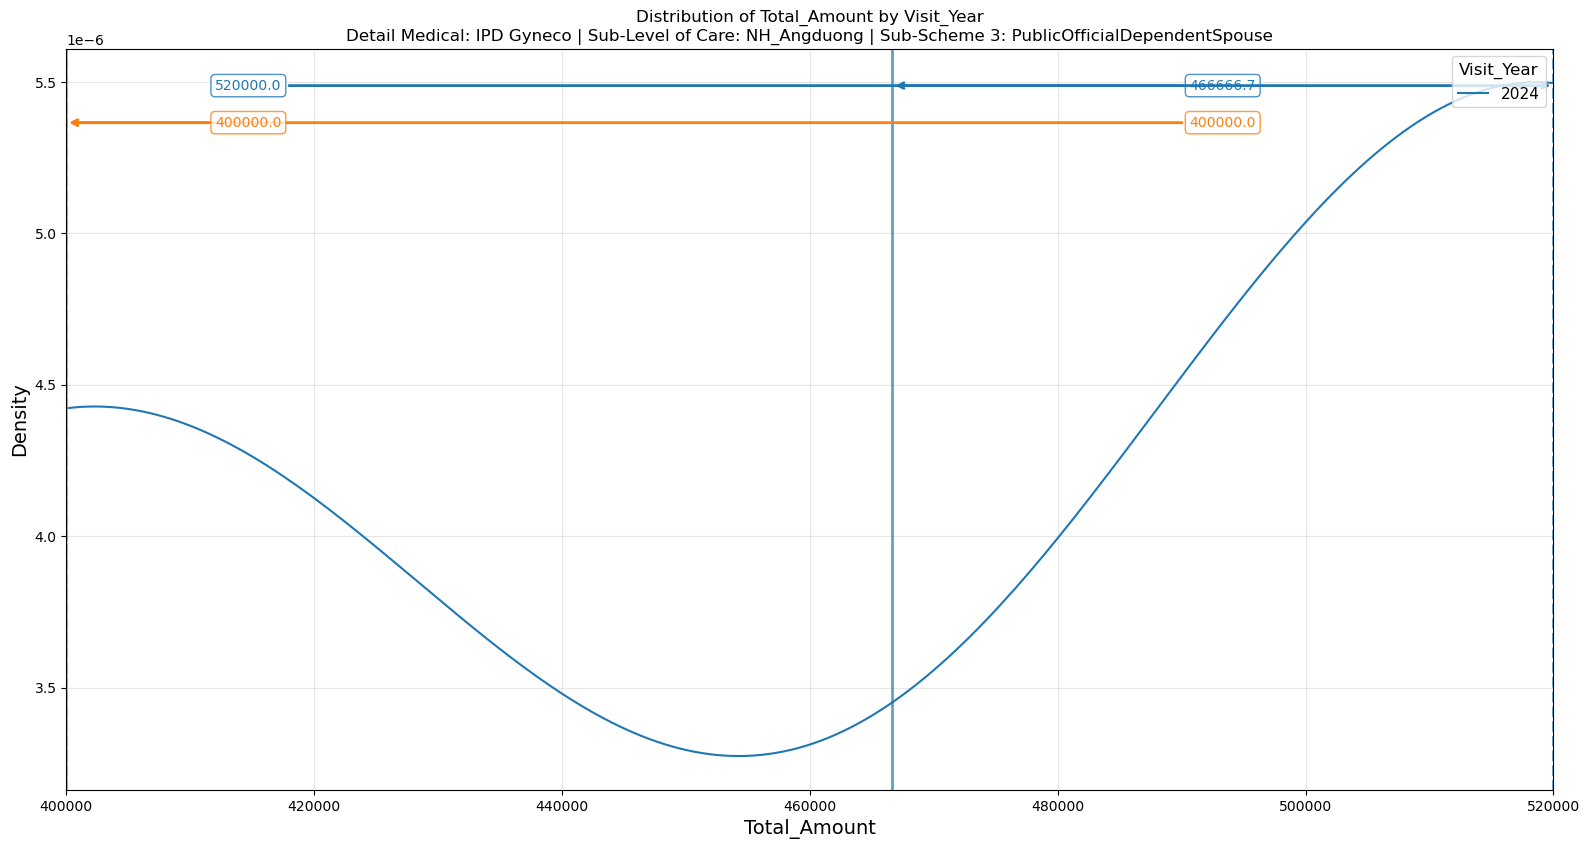 Distribution of Total_Amount by Visit_Year
Detail Medical: IPD Gyneco | Sub-Level of Care: NH_Angduong | Sub-Scheme 3: PublicOfficialDependentSpouse
1e−6
5.5
5.0
4.5
4.0
3.5
Density
520000.0
466666.7
400000.0
400000.0
Visit_Year
2024
400000
420000
440000
460000
480000
500000
520000
Total_Amount